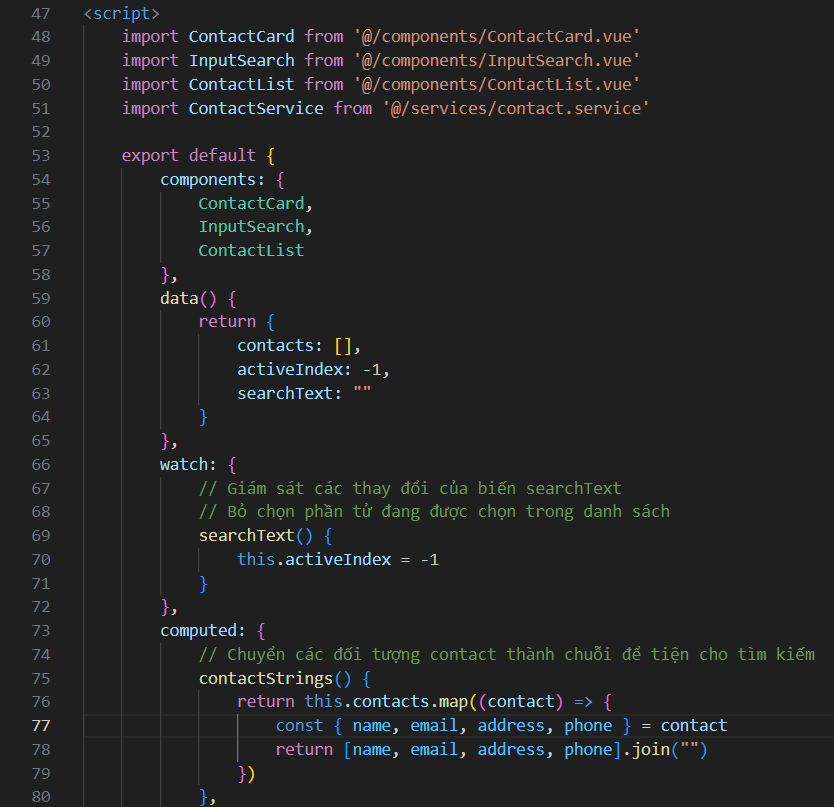 47 <script>
48 import ContactCard from '@/components/ContactCard.vue'
49 import InputSearch from '@/components/InputSearch.vue'
50 import ContactList from '@/components/ContactList.vue'
51 import ContactService from '@/services/contact.service'
52
53 export default {
54 components: {
55 ContactCard,
56 InputSearch,
57 ContactList
58 },
59 data() {
60 return {
61 contacts: [],
62 activeIndex: -1,
63 searchText: ""
64 }
65 },
66 watch: {
67 // Giám sát các thay đổi của biến searchText
68 // Bỏ chọn phần tử đang được chọn trong danh sách
69 searchText() {
70 this.activeIndex = -1
71 }
72 },
73 computed: {
74 // Chuyển các đối tượng contact thành chuỗi để tiện cho tìm kiếm
75 contactStrings() {
76 return this.contacts.map((contact) => {
77 const { name, email, address, phone } = contact
78 return [name, email, address, phone].join("")
79 })
80 },